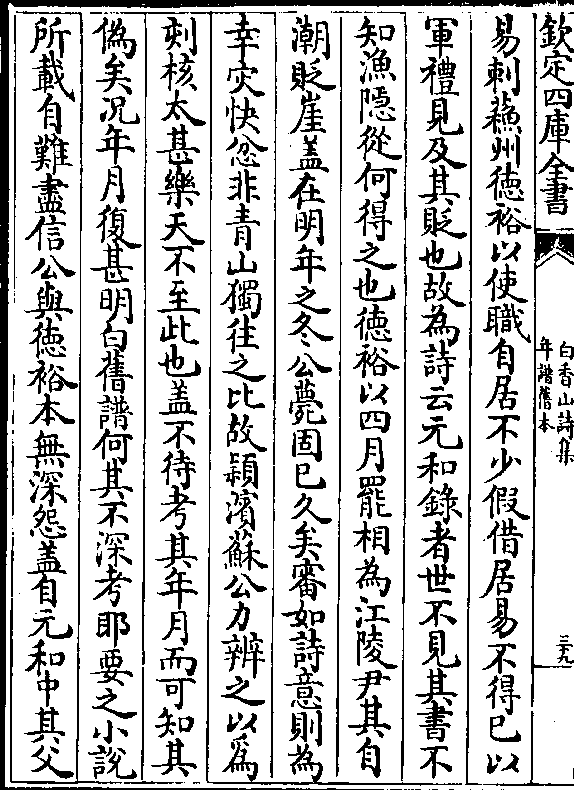 欽定四庫全書
白香山詩集
年譜舊本
三十九
易刺蘇州德裕以使職自居不少假借居易不得已以
軍禮見及其貶也故為詩云元和錄者世不見其書不
知漁隠從何得之也德裕以四月罷相為江陵尹其自
潮貶崖盖在明年之冬公薨固已久矣審如詩意則為
幸灾快忿非青山獨往之比故頴濱蘇公力辨之以為
刻核太甚樂天不至此也盖不待考其年月而可知其
偽矣况年月復甚明白舊譜何其不深考耶要之小說
所載自難盡信公與徳裕本無深怨盖自元和中其父